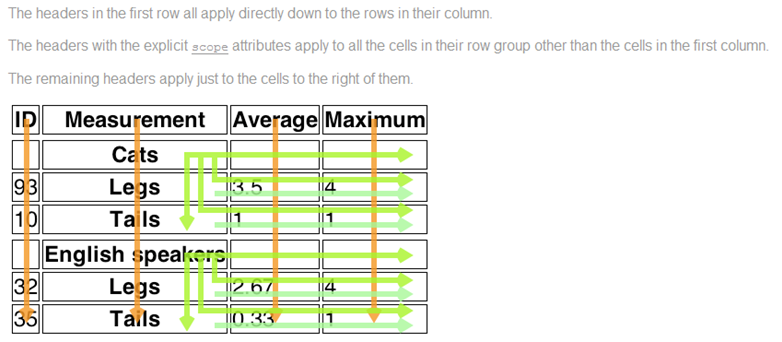 The headers in the first row all apply directly down to the rows in their column.
The headers with the explicit scope attributes apply to all the cells in their row group other than the cells in the first column.
The remaining headers apply just to the cells to the right of them.
ID Measurement Average Maximum
Cats
93 Legs 3.5 4
10 Tails 1 1
English speakers
32 Legs 2.67 4
35 Tails 0.33 1